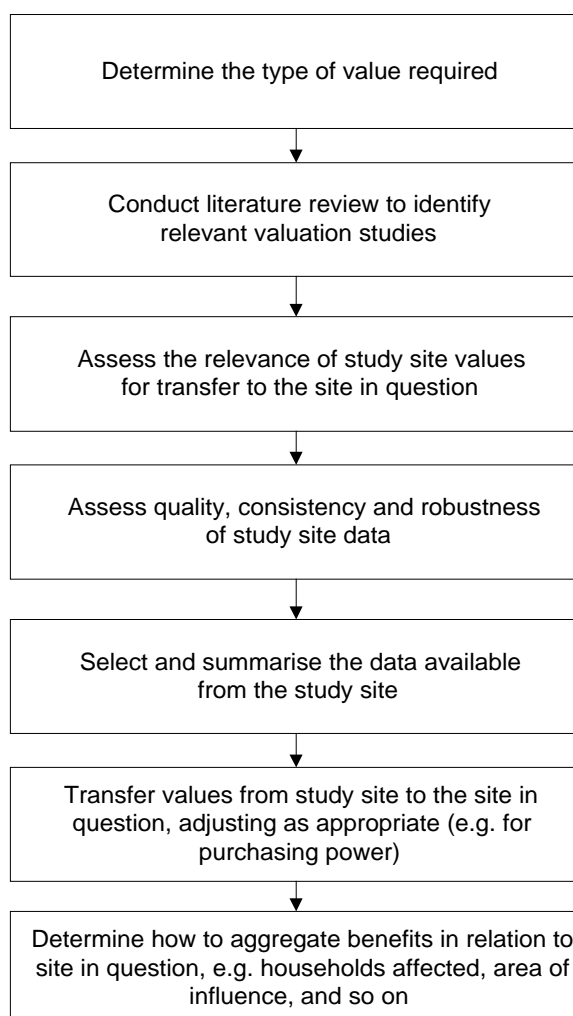 Determine the type of value required
Conduct literature review to identify
relevant valuation studies
Assess the relevance of study site values
for transfer to the site in question
Assess quality, consistency and robustness
of study site data
Select and summarise the data available
from the study site
Transfer values from study site to the site in
question, adjusting as appropriate (e.g. for
purchasing power)
Determine how to aggregate benefits in relation to
site in question, e.g. households affected, area of
influence, and so on